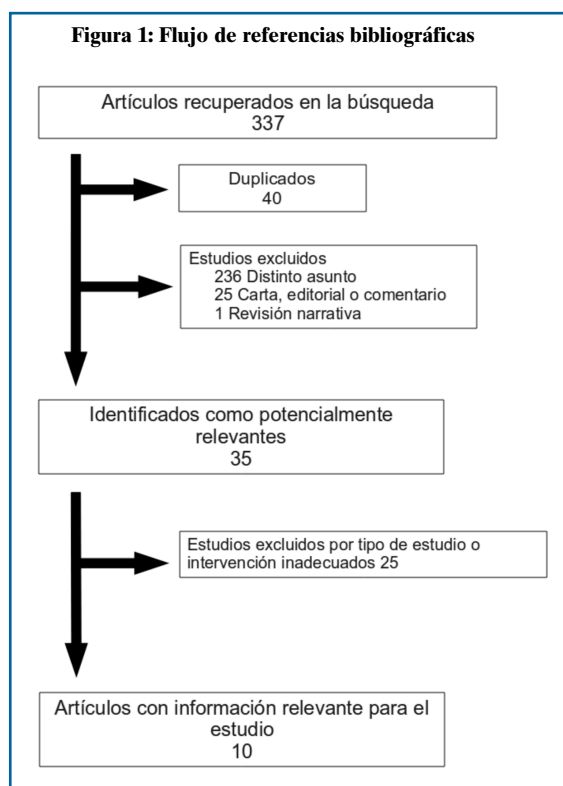 Figura 1: Flujo de referencias bibliográficas
Artículos recuperados en la búsqueda
337
Duplicados
40
Estudios excluidos
236 Distinto asunto
25 Carta, editorial o comentario
1 Revisión narrativa
Identificados como potencialmente
relevantes
35
Estudios excluidos por tipo de estudio o
intervención inadecuados 25
Artículos con información relevante para el
estudio
10